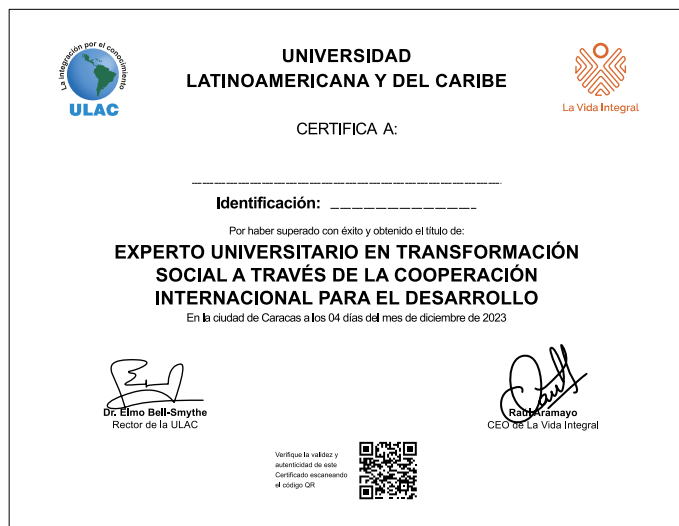 La integración por el conocimiento
ULAC
UNIVERSIDAD
LATINOAMERICANA Y DEL CARIBE
La Vida Integral
CERTIFICA A:
Identificación:
Por haber superado con éxito y obtenido el título de:
EXPERTO UNIVERSITARIO EN TRANSFORMACIÓN
SOCIAL A TRAVÉS DE LA COOPERACIÓN
INTERNACIONAL PARA EL DESARROLLO
En la ciudad de Caracas a los 04 días del mes de diciembre de 2023
Dr. Elmo Bell-Smythe
Rector de la ULAC
Raúl Aramayo
CEO de La Vida Integral
Verifique la validez y
autenticidad de este
Certificado escaneando
el código QR